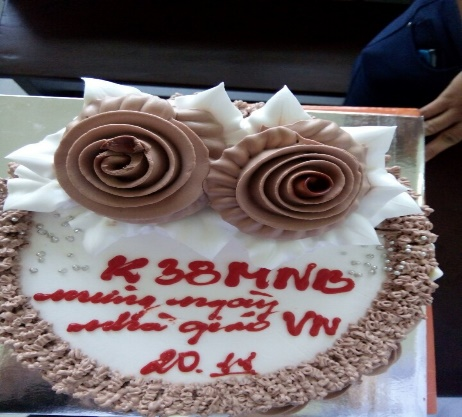 K38MNB
mừng ngày
nhà giáo VN
20.11